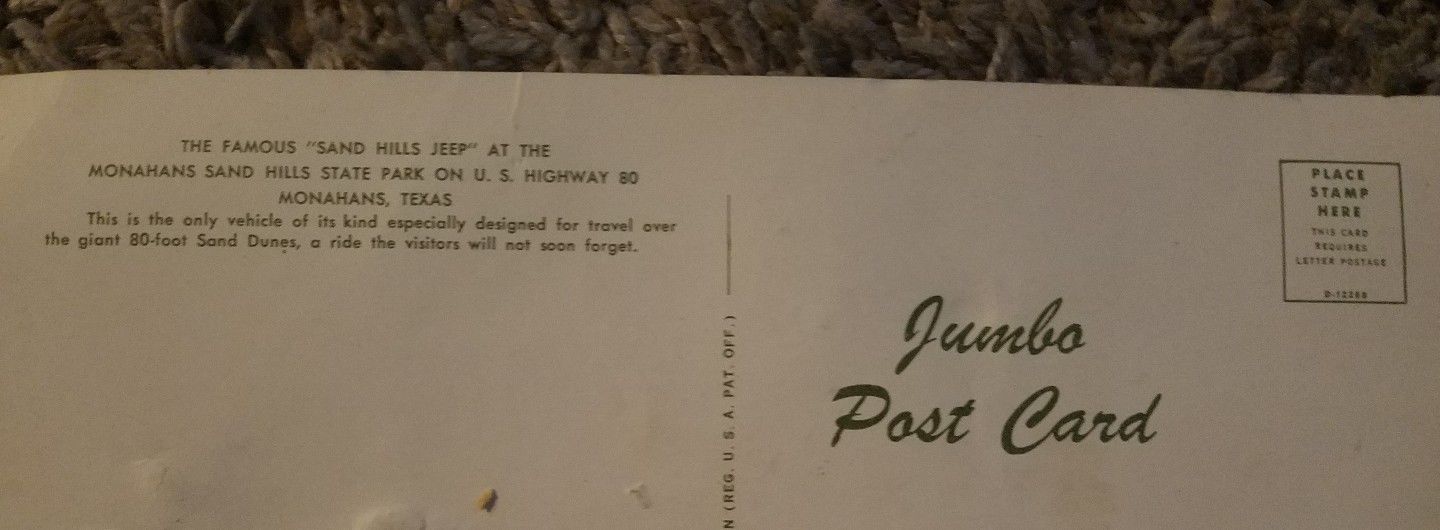 THE FAMOUS "SAND HILLS JEEP" AT THE
MONAHANS SAND HILLS STATE PARK ON U. S. HIGHWAY 80
MONAHANS, TEXAS
This is the only vehicle of its kind especially designed for travel over
the giant 80-foot Sand Dunes, a ride the visitors will not soon forget.
N (REG. U. S. A. PAT. OFF.)
PLACE
STAMP
HERE
THIS CARD
REQUIRES
LETTER POSTAGE
Jumbo
Post Card